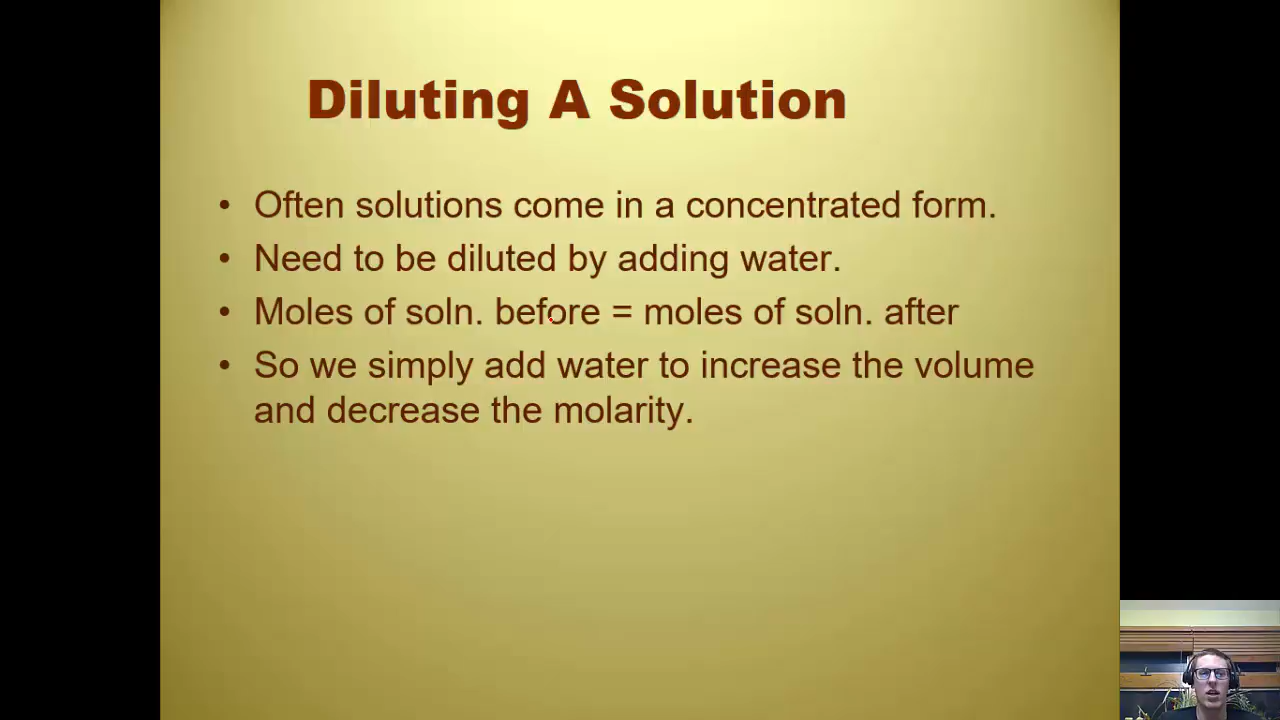 Diluting A Solution
• Often solutions come in a concentrated form.
• Need to be diluted by adding water.
• Moles of soln. before = moles of soln. after
• So we simply add water to increase the volume
and decrease the molarity.